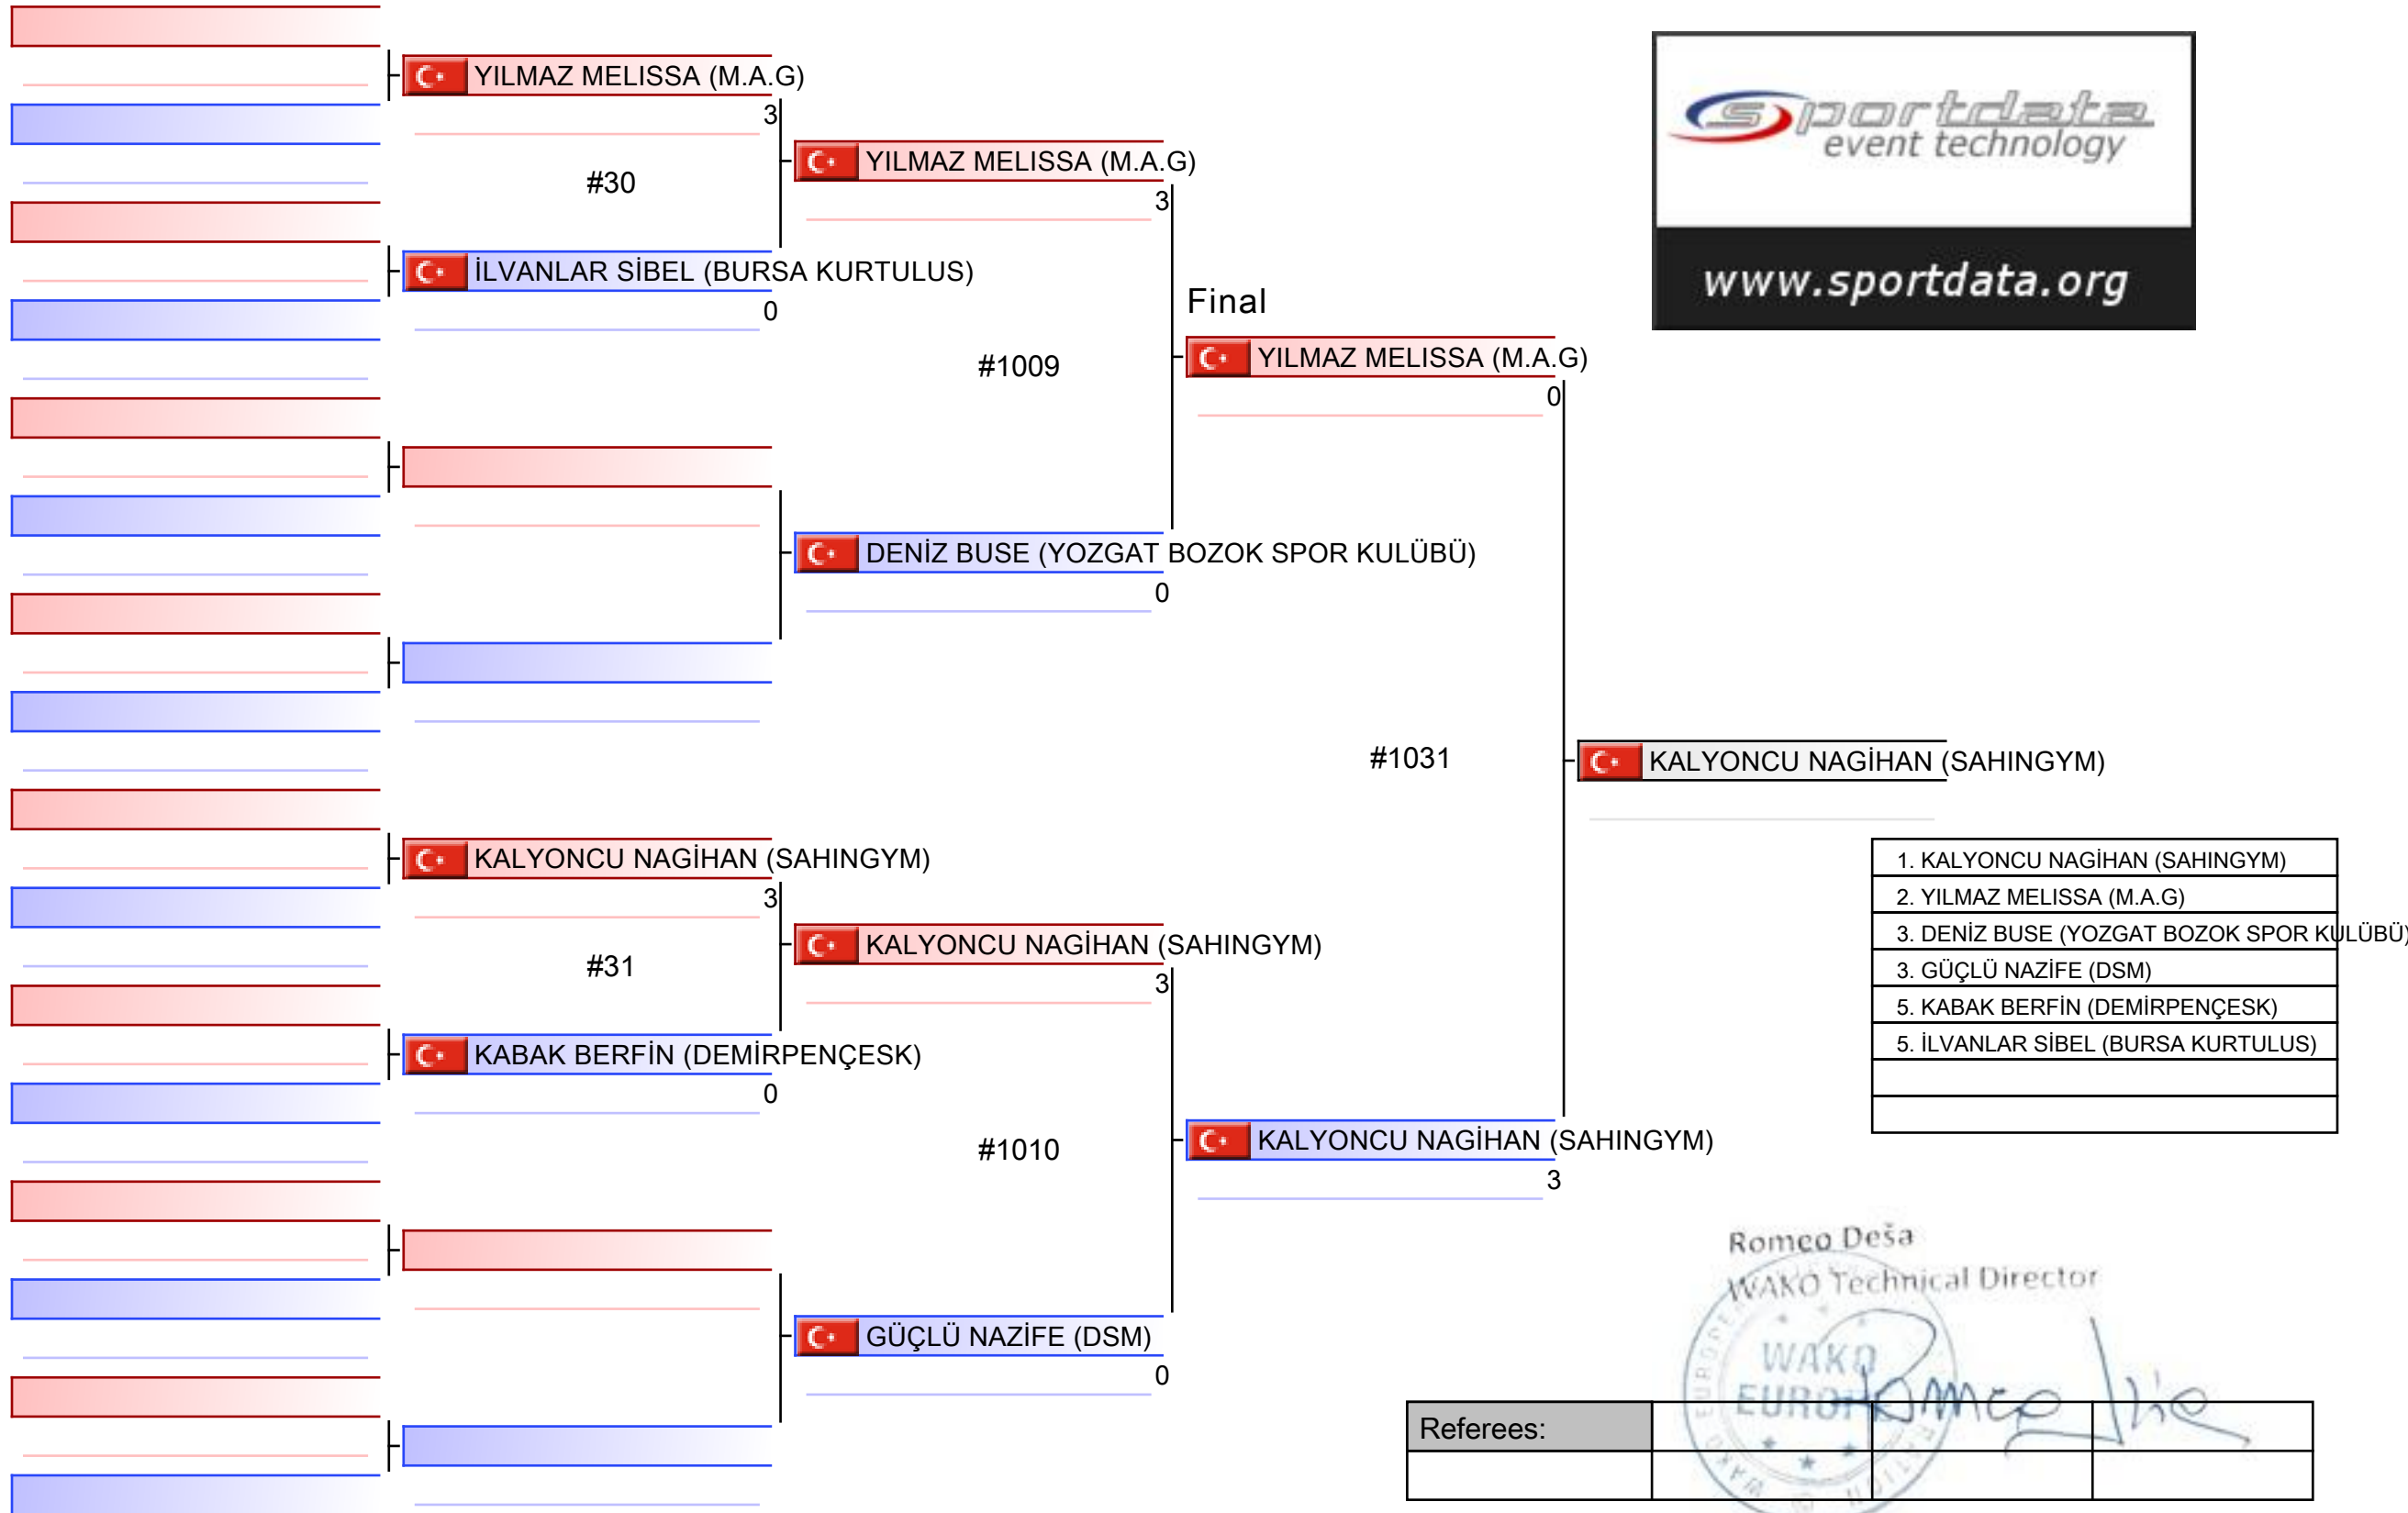 YILMAZ MELISSA (M.A.G)
3
#30
İLVANLAR SİBEL (BURSA KURTULUS)
0
YILMAZ MELISSA (M.A.G)
3
#1009
DENİZ BUSE (YOZGAT BOZOK SPOR KULÜBÜ)
0
Final
YILMAZ MELISSA (M.A.G)
0
#1031
KALYONCU NAGİHAN (SAHINGYM)
KALYONCU NAGİHAN (SAHINGYM)
3
#31
KABAK BERFİN (DEMİRPENÇESK)
0
KALYONCU NAGİHAN (SAHINGYM)
3
#1010
GÜÇLÜ NAZİFE (DSM)
0
KALYONCU NAGİHAN (SAHINGYM)
3
sportdata
event technology
www.sportdata.org
1. KALYONCU NAGİHAN (SAHINGYM)
2. YILMAZ MELISSA (M.A.G)
3. DENİZ BUSE (YOZGAT BOZOK SPOR KULÜBÜ)
3. GÜÇLÜ NAZİFE (DSM)
5. KABAK BERFİN (DEMİRPENÇESK)
5. İLVANLAR SİBEL (BURSA KURTULUS)
Romeo Deša
WAKO Technical Director
WAKO
EUROPE
Referees: